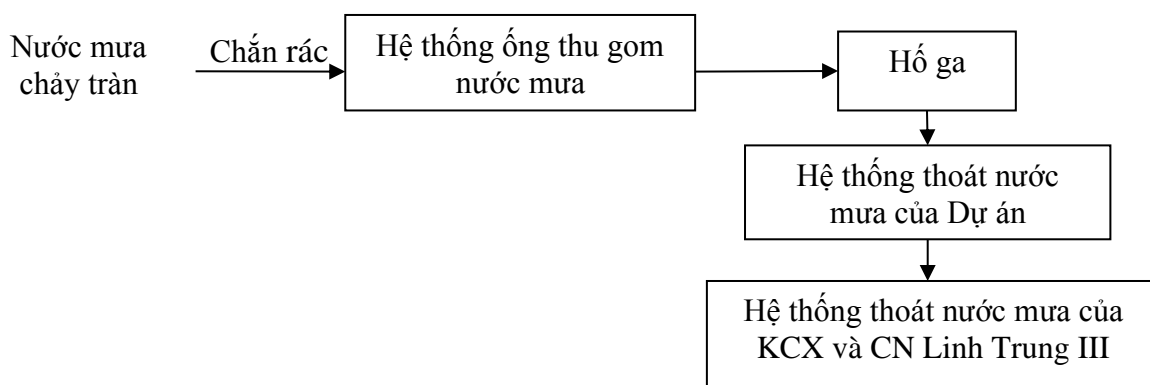 Nước mưa
chảy tràn
Chắn rác
Hệ thống ống thu gom
nước mưa
Hố ga
Hệ thống thoát nước
mưa của Dự án
Hệ thống thoát nước mưa của
KCX và CN Linh Trung III